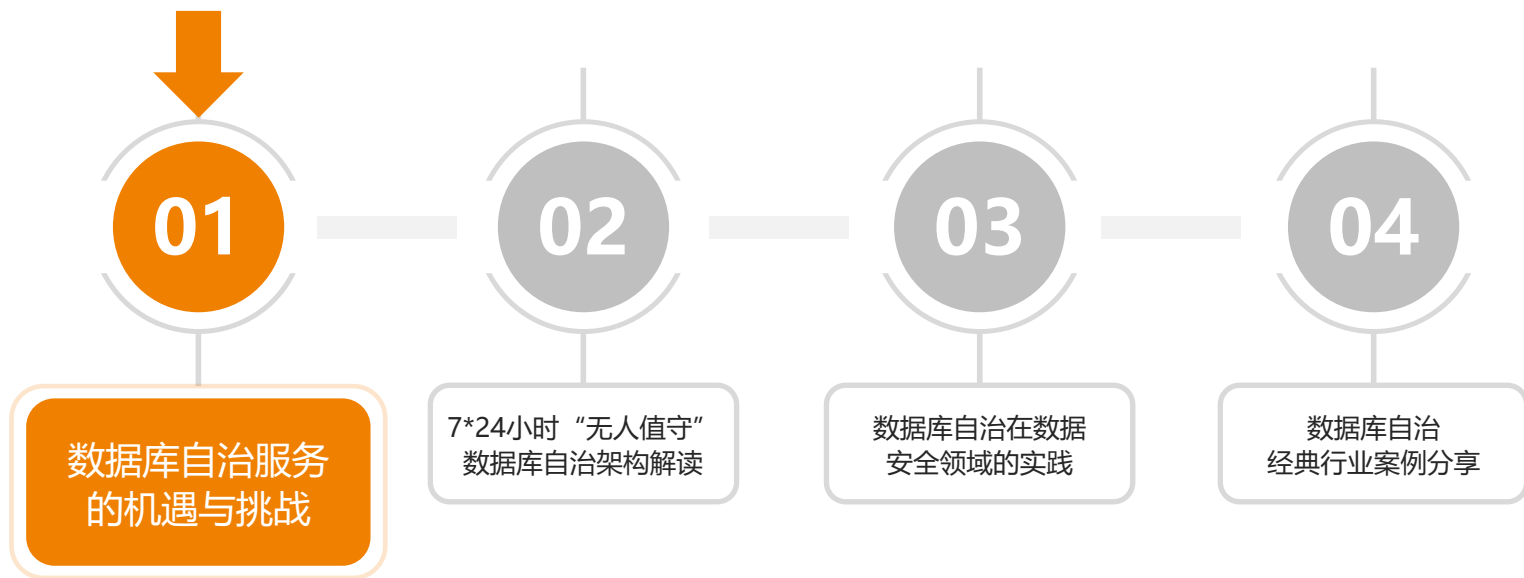 01
02
03
04
数据库自治服务
的机遇与挑战
7*24小时“无人值守”
数据库自治架构解读
数据库自治在数据
安全领域的实践
数据库自治
经典行业案例分享